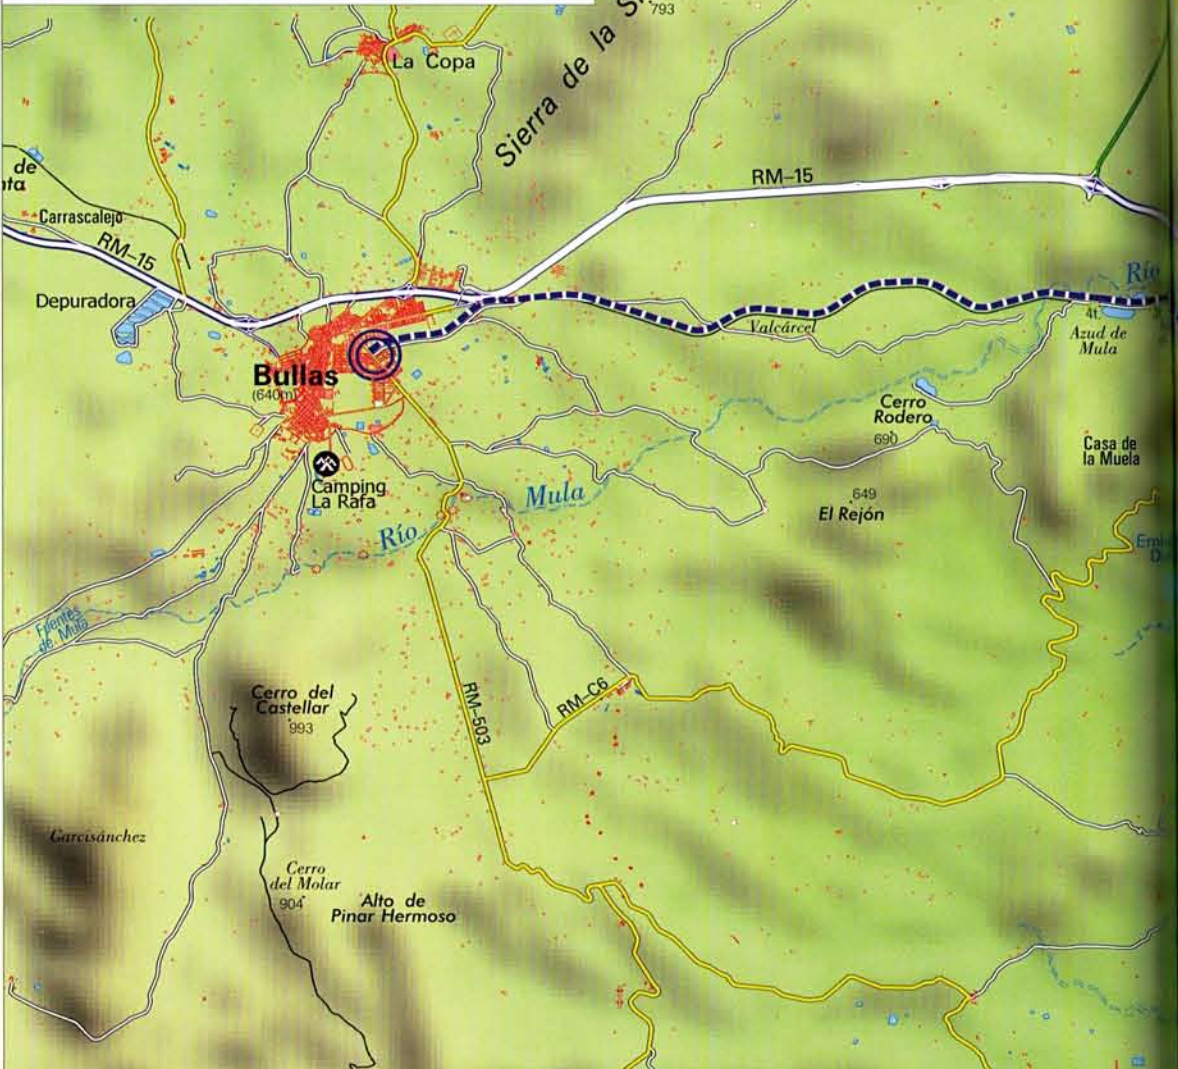 793
Sierra de la
La Copa
RM-15
de
Carrascalejo
RM-15
Río
Depuradora
4t.
Valcárcel
Azud de
Mula
Bullas
(640m)
Cerro
Rodero
690
Casa de
la Muela
Camping
La Rafa
Mula
649
El Rejón
Río
Fuentes
de Mula
Cerro del
Castellar
993
RM-503
RM-C6
Garcisánchez
Cerro
del Molar
904
Alto de
Pinar Hermoso